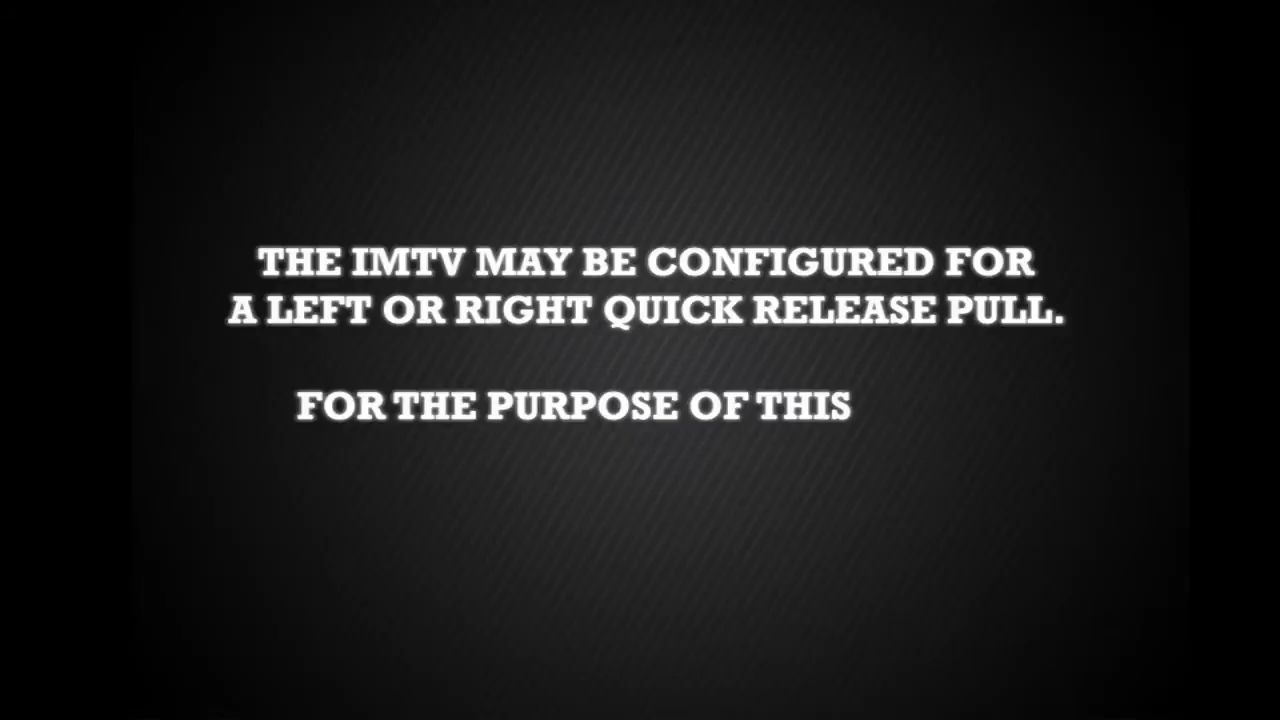 THE IMTV MAY BE CONFIGURED FOR
A LEFT OR RIGHT QUICK RELEASE PULL.
FOR THE PURPOSE OF THIS